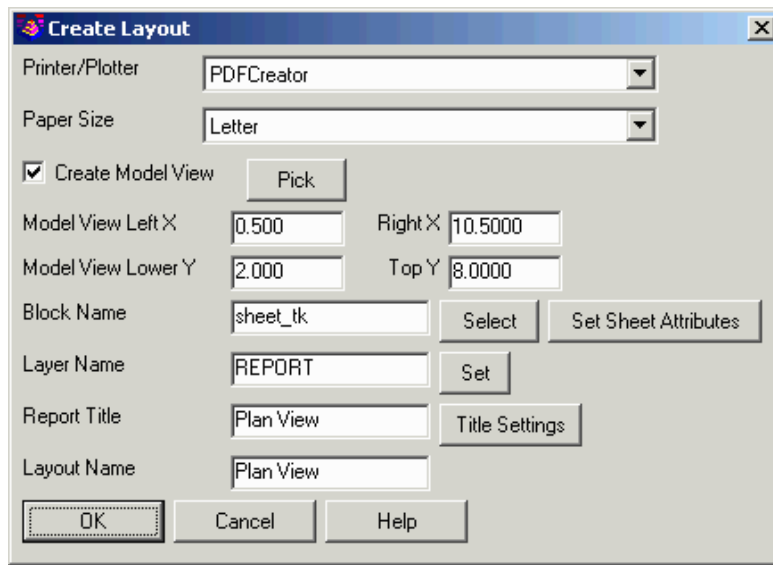 Create Layout
Printer/Plotter PDFCreator
Paper Size Letter
Create Model View Pick
Model View Left X 0.500 Right X 10.5000
Model View Lower Y 2.000 Top Y 8.0000
Block Name sheet_tk Select Set Sheet Attributes
Layer Name REPORT Set
Report Title Plan View Title Settings
Layout Name Plan View
OK Cancel Help